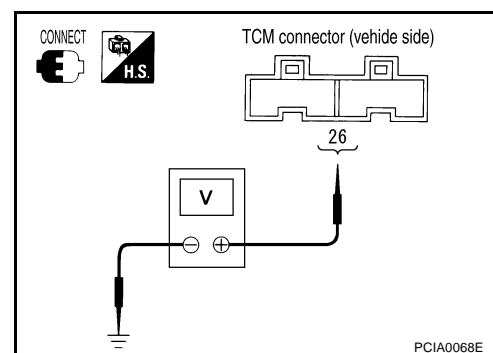 CONNECT
H.S.
TCM connector (vehide side)
26
V
− +
PCIA0068E